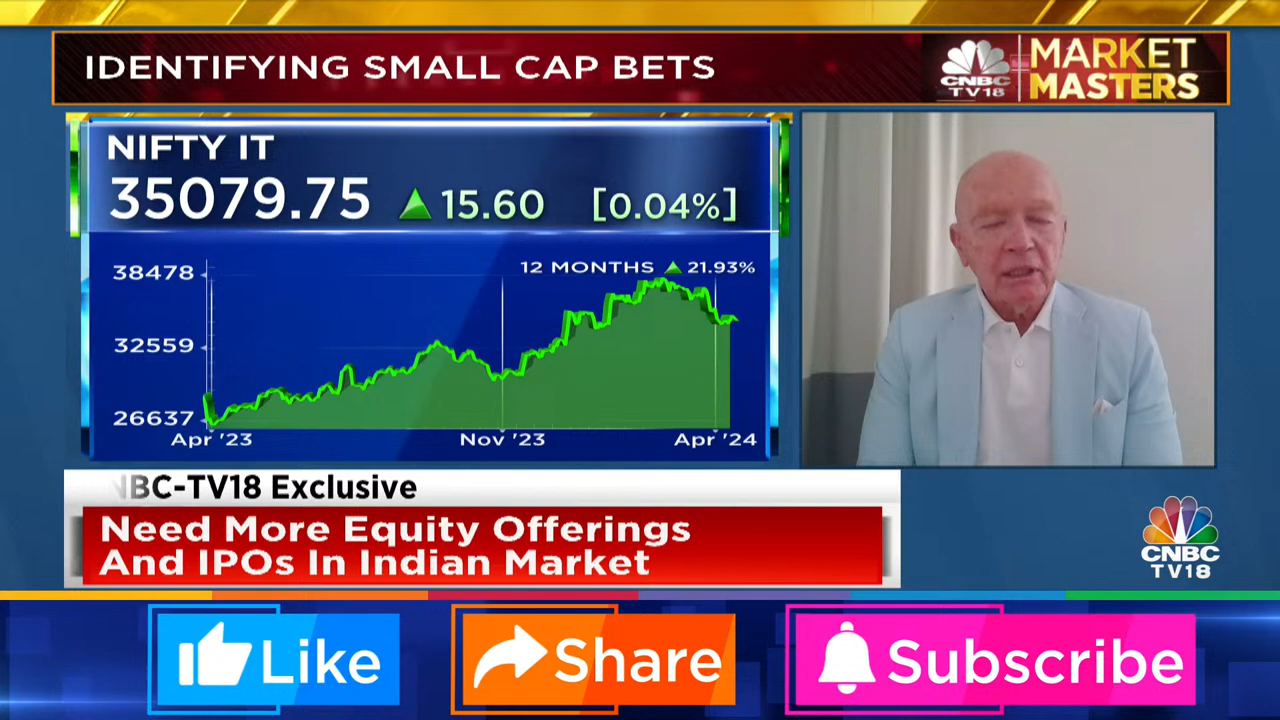 IDENTIFYING SMALL CAP BETS
CNBC
TV18
MARKET
MASTERS
NIFTY IT
35079.75 15.60 [0.04%]
12 MONTHS 21.93%
38478
32559
26637
Apr '23 Nov '23 Apr '24
NBC-TV18 Exclusive
Need More Equity Offerings
And IPOs In Indian Market
CNBC
TV18
Like Share Subscribe